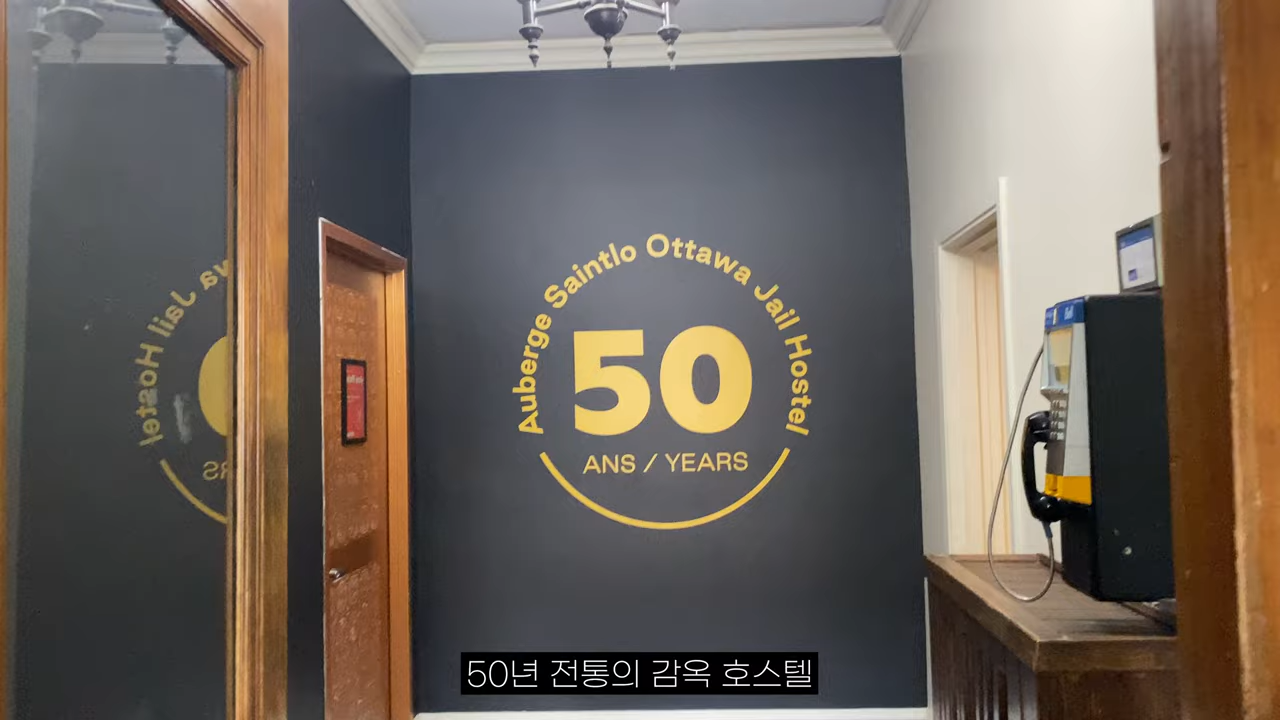 Auberge Saintlo Ottawa Jail Hostel
50
ANS / YEARS
50년 전통의 감옥 호스텔